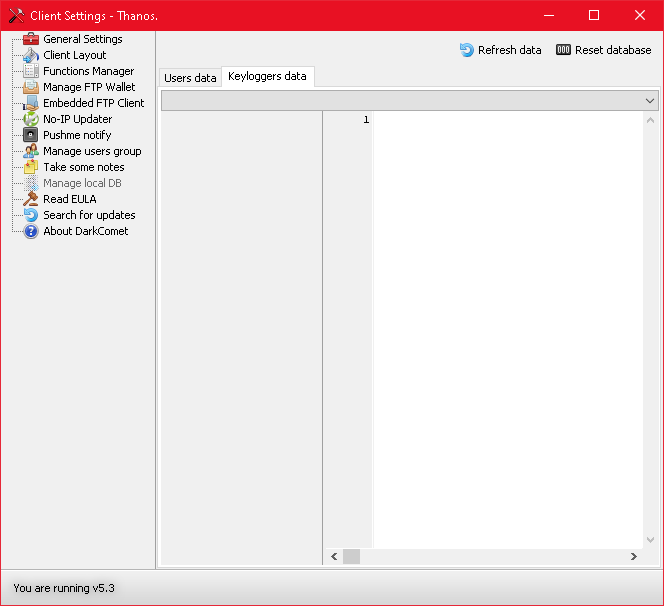 Client Settings - Thanos.
General Settings
Client Layout
Functions Manager
Manage FTP Wallet
Embedded FTP Client
No-IP Updater
Pushme notify
Manage users group
Take some notes
Manage local DB
Read EULA
Search for updates
About DarkComet
Refresh data
Reset database
Users data
Keyloggers data
1
You are running v5.3